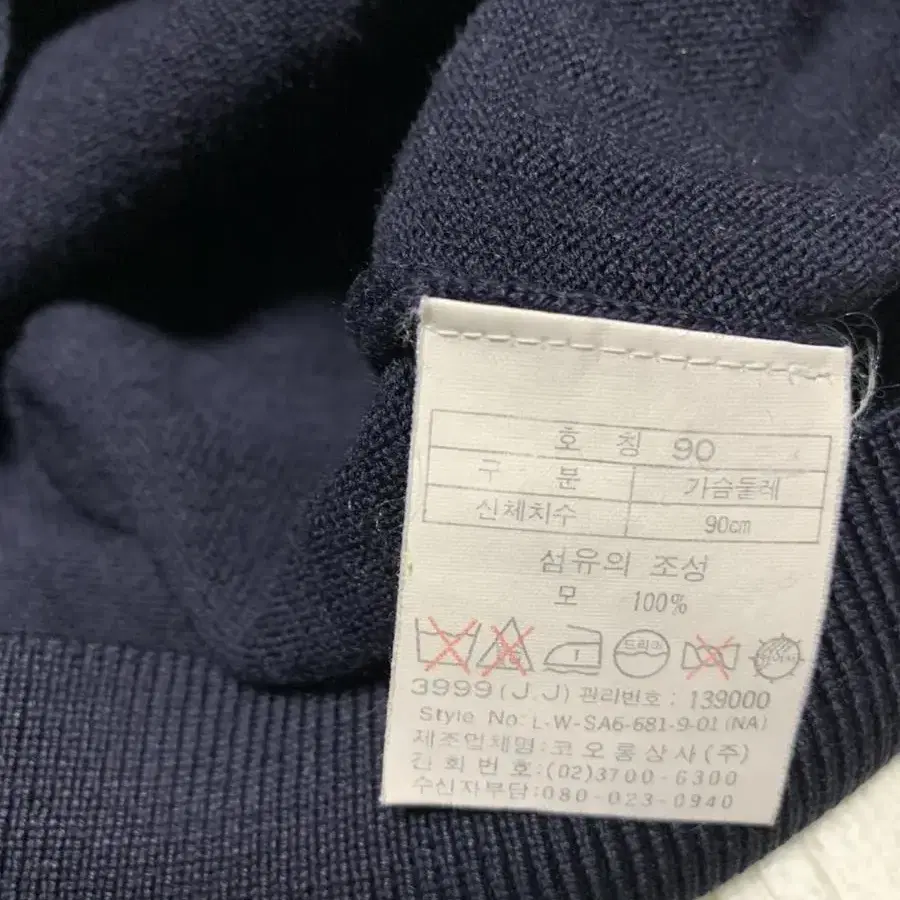 호 칭 90
구 분 가슴둘레
신체치수 90cm
섬유의 조성
모 100%
드라이
3999(J.J) 관리번호 : 139000
Style No: L-W-SA6-681-9-01 (NA)
제조업체명:코오롱상사(주)
전화번호:(02)3700-6300
수신자부담:080-023-0940